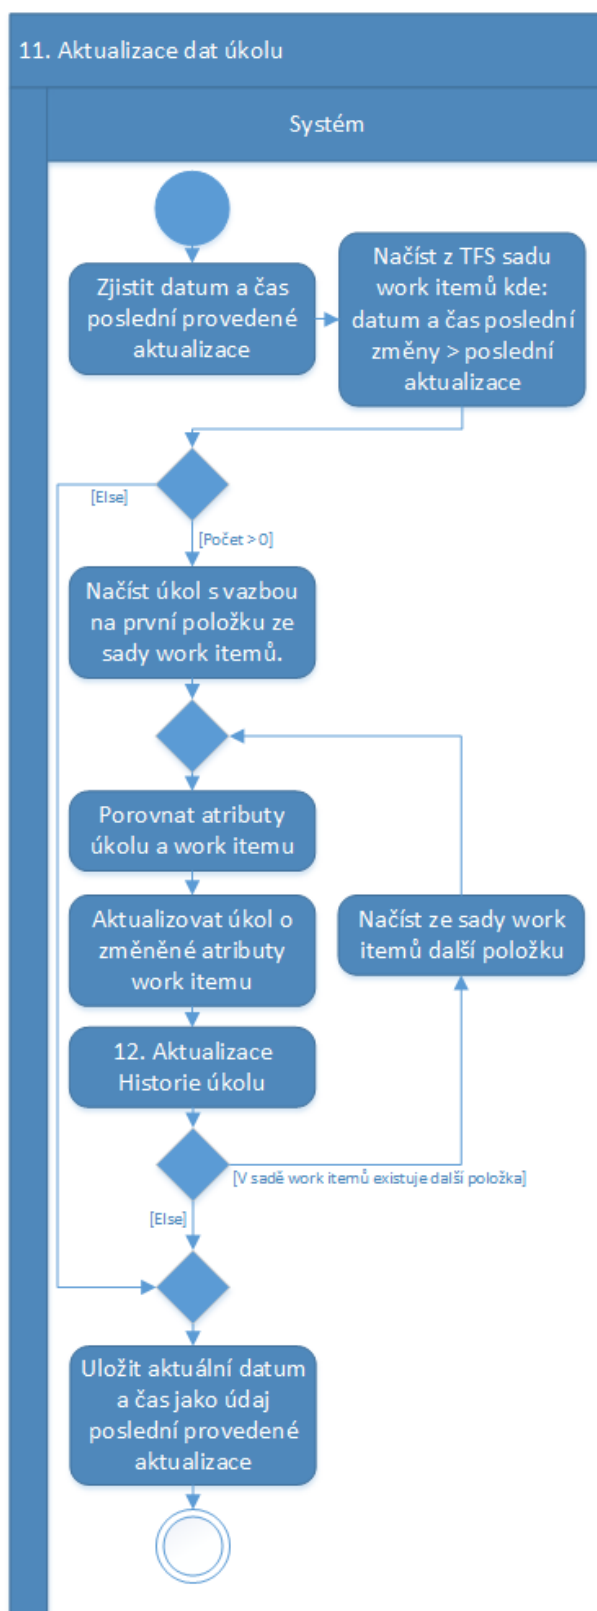 11. Aktualizace dat úkolu
Systém
Zjistit datum a čas
poslední provedené
aktualizace
Načíst z TFS sadu
work itemů kde:
datum a čas poslední
změny > poslední
aktualizace
[Else]
[Počet > 0]
Načíst úkol s vazbou
na první položku ze
sady work itemů.
Porovnat atributy
úkolu a work itemu
Aktualizovat úkol o
změněné atributy
work itemu
Načíst ze sady work
itemů další položku
12. Aktualizace
Historie úkolu
[V sadě work itemů existuje další položka]
[Else]
Uložit aktuální datum
a čas jako údaj
poslední provedené
aktualizace